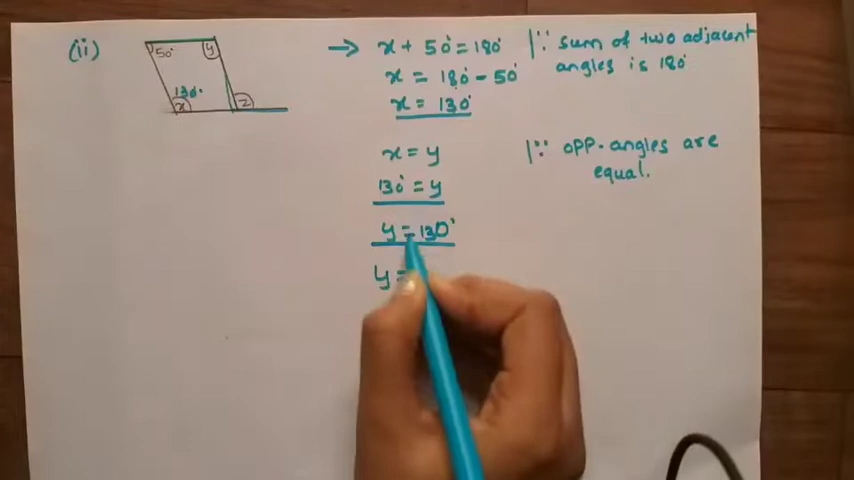 (ii)
50°
y
130°
x
z
→ x + 50° = 180° |∵ sum of two adjacent
angles is 180°
x = 180° - 50°
x = 130°
x = y |∵ opp. angles are
equal.
130° = y
y = 130°
y =